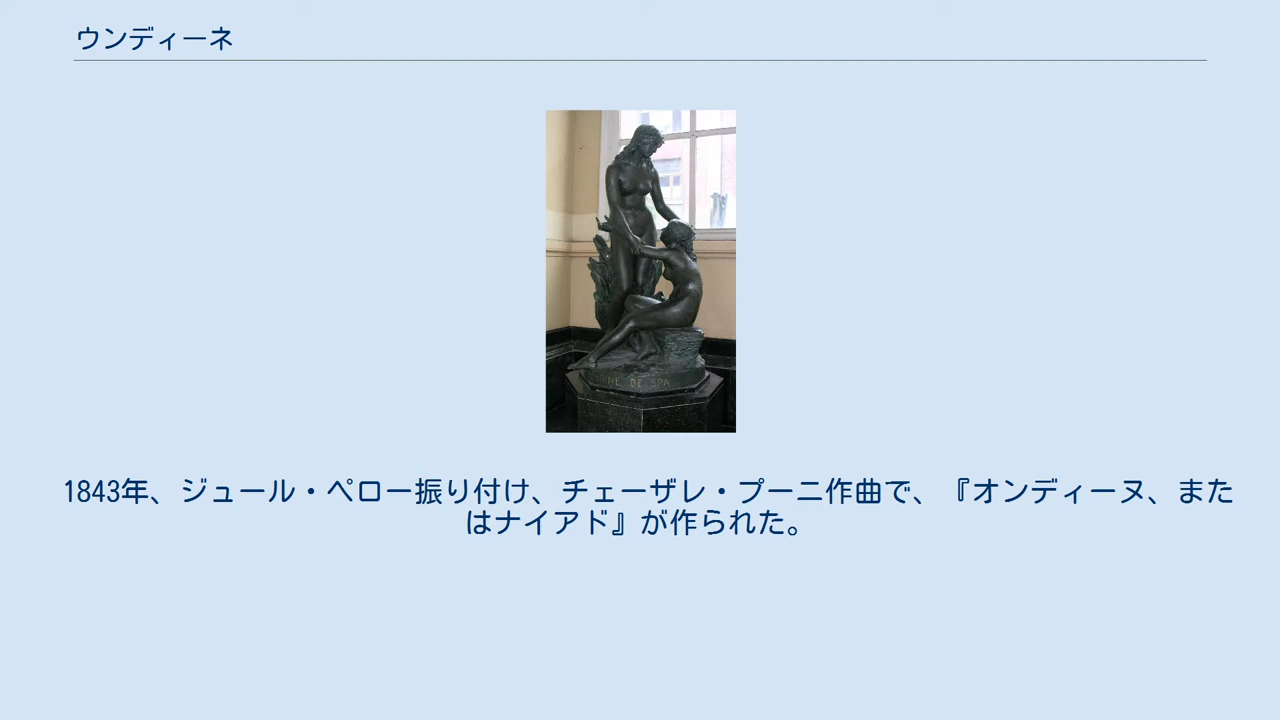 ウンディーネ
DE SPA
1843年、ジュール・ペロー振り付け、チェーザレ・プーニ作曲で、『オンディーヌ、また
はナイアド』が作られた。